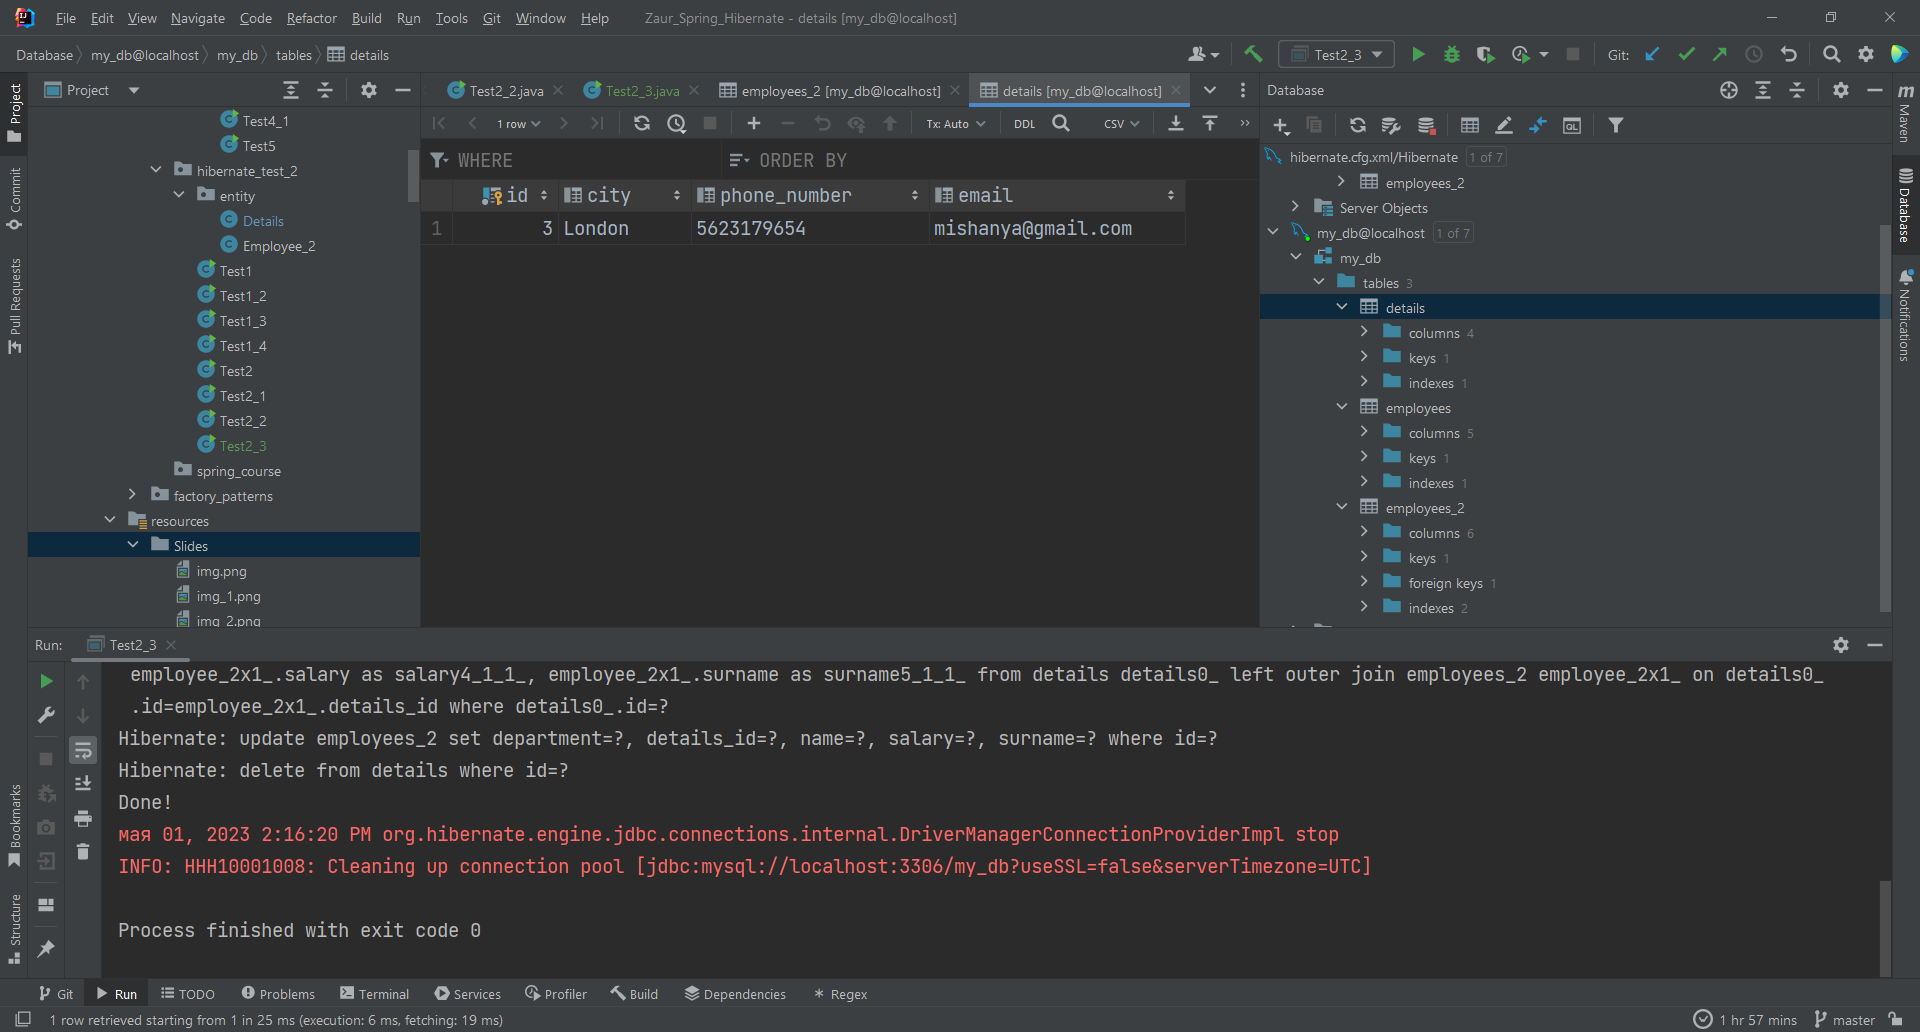 File Edit View Navigate Code Refactor Build Run Tools Git Window Help Zaur_Spring_Hibernate - details [my_db@localhost]
Database my_db@localhost my_db tables details
Test2_3
Git:
Project
Test2_2.java
Test2_3.java
employees_2 [my_db@localhost]
details [my_db@localhost]
Database
Project
Commit
Pull Requests
Bookmarks
Structure
Test4_1
Test5
hibernate_test_2
entity
Details
Employee_2
Test1
Test1_2
Test1_3
Test1_4
Test2
Test2_1
Test2_2
Test2_3
spring_course
factory_patterns
resources
Slides
img.png
img_1.png
img_2.png
1 row
Tx: Auto
DDL
CSV
WHERE
ORDER BY
id city phone_number email
1 3 London 5623179654 mishanya@gmail.com
hibernate.cfg.xml/Hibernate 1 of 7
employees_2
Server Objects
my_db@localhost 1 of 7
my_db
tables 3
details
columns 4
keys 1
indexes 1
employees
columns 5
keys 1
indexes 1
employees_2
columns 6
keys 1
foreign keys 1
indexes 2
Maven
Database
Notifications
Run: Test2_3
employee_2x1_.salary as salary4_1_1_, employee_2x1_.surname as surname5_1_1_ from details details0_ left outer join employees_2 employee_2x1_ on details0_
.id=employee_2x1_.details_id where details0_.id=?
Hibernate: update employees_2 set department=?, details_id=?, name=?, salary=?, surname=? where id=?
Hibernate: delete from details where id=?
Done!
мая 01, 2023 2:16:20 PM org.hibernate.engine.jdbc.connections.internal.DriverManagerConnectionProviderImpl stop
INFO: HHH10001008: Cleaning up connection pool [jdbc:mysql://localhost:3306/my_db?useSSL=false&serverTimezone=UTC]
Process finished with exit code 0
Git Run TODO Problems Terminal Services Profiler Build Dependencies Regex
1 row retrieved starting from 1 in 25 ms (execution: 6 ms, fetching: 19 ms)
1 hr 57 mins master